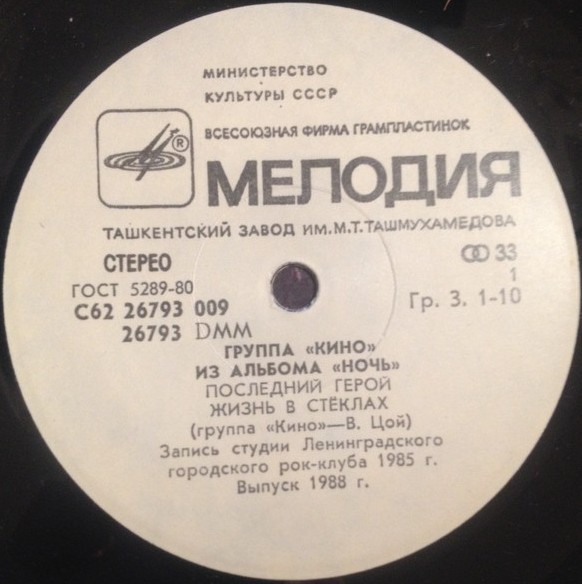 МИНИСТЕРСТВО
КУЛЬТУРЫ СССР
ВСЕСОЮЗНАЯ ФИРМА ГРАМПЛАСТИНОК
®
МЕЛОДИЯ
ТАШКЕНТСКИЙ ЗАВОД ИМ.М.Т.ТАШМУХАМЕДОВА
СТЕРЕО
33
ГОСТ 5289-80
1
С62 26793 009
Гр. 3. 1-10
26793 DMM
ГРУППА «КИНО»
ИЗ АЛЬБОМА «НОЧЬ»
ПОСЛЕДНИЙ ГЕРОЙ
ЖИЗНЬ В СТЁКЛАХ
(группа «Кино»—В. Цой)
Запись студии Ленинградского
городского рок-клуба 1985 г.
Выпуск 1988 г.